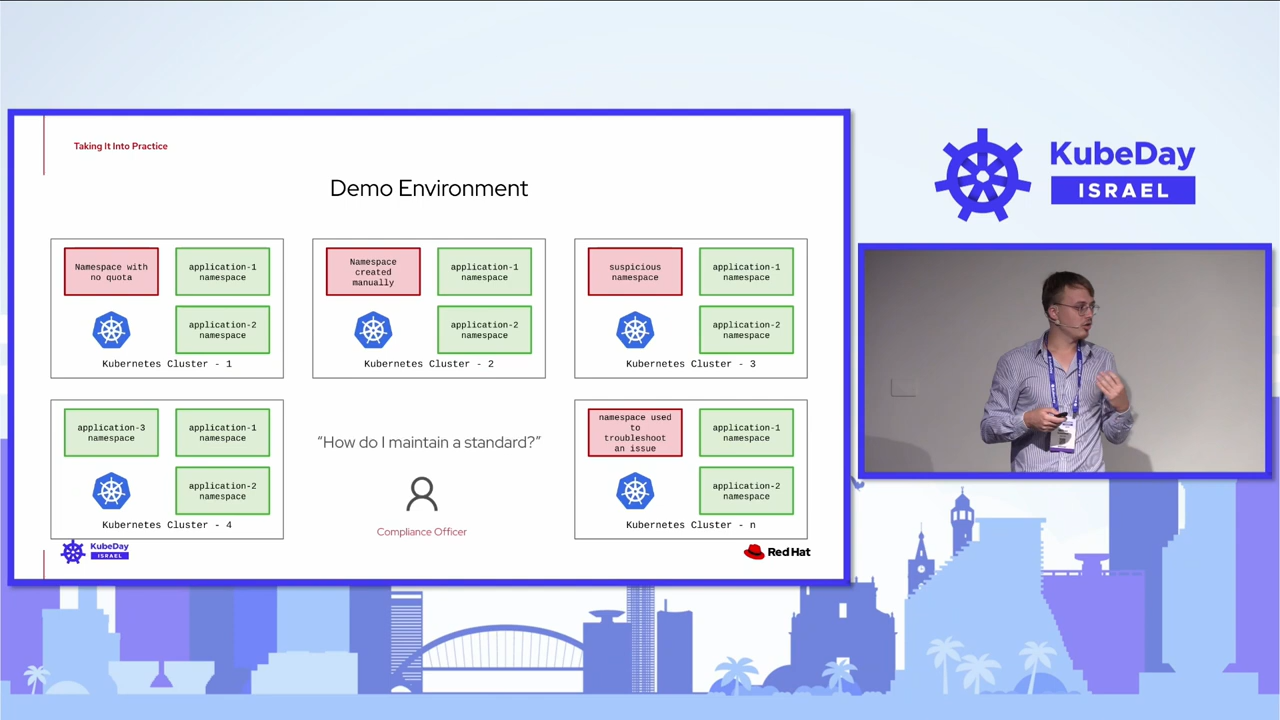 Taking It Into Practice
Demo Environment
Namespace with
no quota
application-1
namespace
application-2
namespace
Kubernetes Cluster - 1
Namespace
created
manually
application-1
namespace
application-2
namespace
Kubernetes Cluster - 2
suspicious
namespace
application-1
namespace
application-2
namespace
Kubernetes Cluster - 3
application-3
namespace
application-1
namespace
application-2
namespace
Kubernetes Cluster - 4
“How do I maintain a standard?”
Compliance Officer
namespace used
to
troubleshoot
an issue
application-1
namespace
application-2
namespace
Kubernetes Cluster - n
KubeDay
ISRAEL
Red Hat
KubeDay
ISRAEL